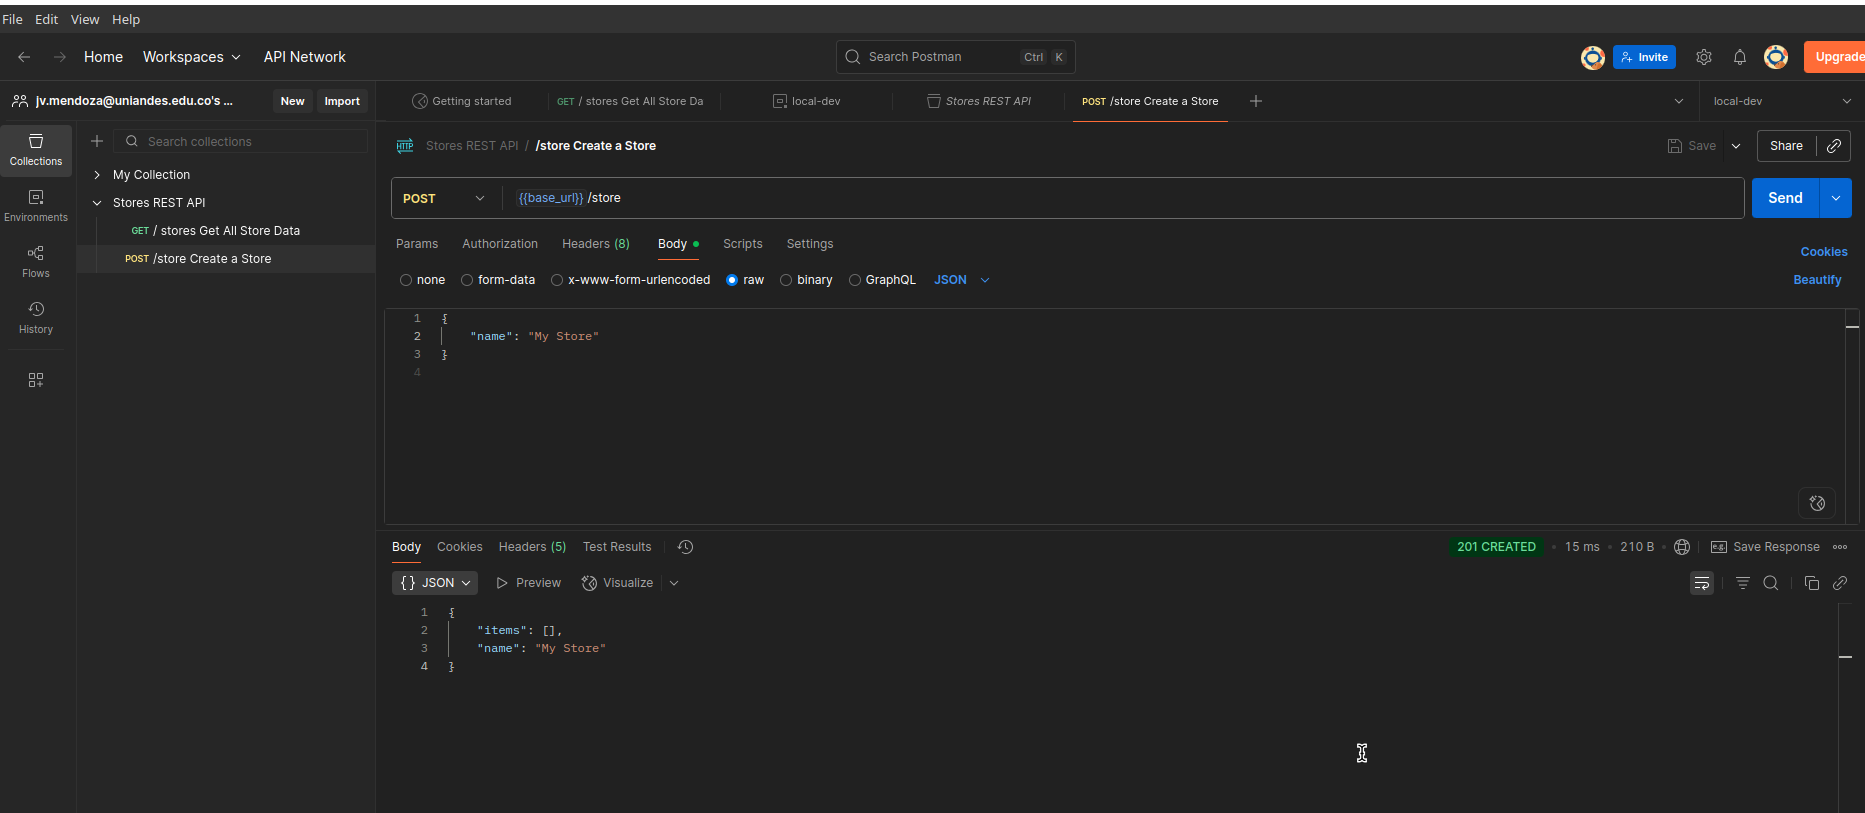 File Edit View Help
Home Workspaces API Network Search Postman Ctrl K Invite Upgrade
jv.mendoza@uniandes.edu.co's ... New Import Getting started GET / stores Get All Store Da local-dev Stores REST API POST /store Create a Store local-dev
Search collections
Collections
Environments
Flows
History
My Collection
Stores REST API
GET / stores Get All Store Data
POST /store Create a Store
HTTP Stores REST API / /store Create a Store Save Share
POST {{base_url}} /store Send
Params Authorization Headers (8) Body Scripts Settings Cookies
none form-data x-www-form-urlencoded raw binary GraphQL JSON Beautify
1 {
2 "name": "My Store"
3 }
4
Body Cookies Headers (5) Test Results 201 CREATED 15 ms 210 B e.g. Save Response
{} JSON Preview Visualize
1 {
2 "items": [],
3 "name": "My Store"
4 }